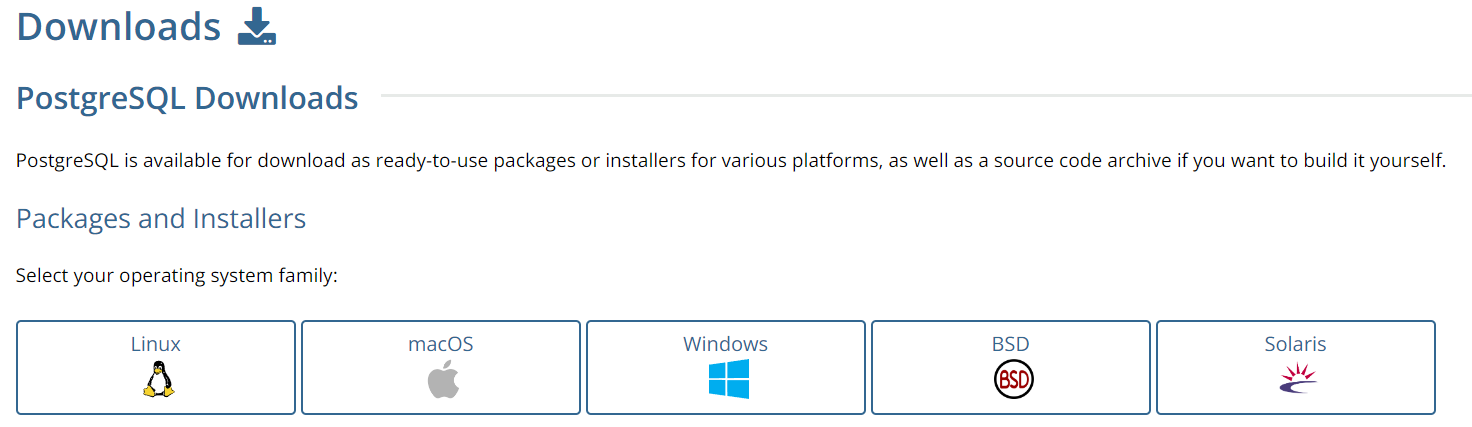 Downloads
PostgreSQL Downloads
PostgreSQL is available for download as ready-to-use packages or installers for various platforms, as well as a source code archive if you want to build it yourself.
Packages and Installers
Select your operating system family:
Linux macOS Windows BSD Solaris
BSD